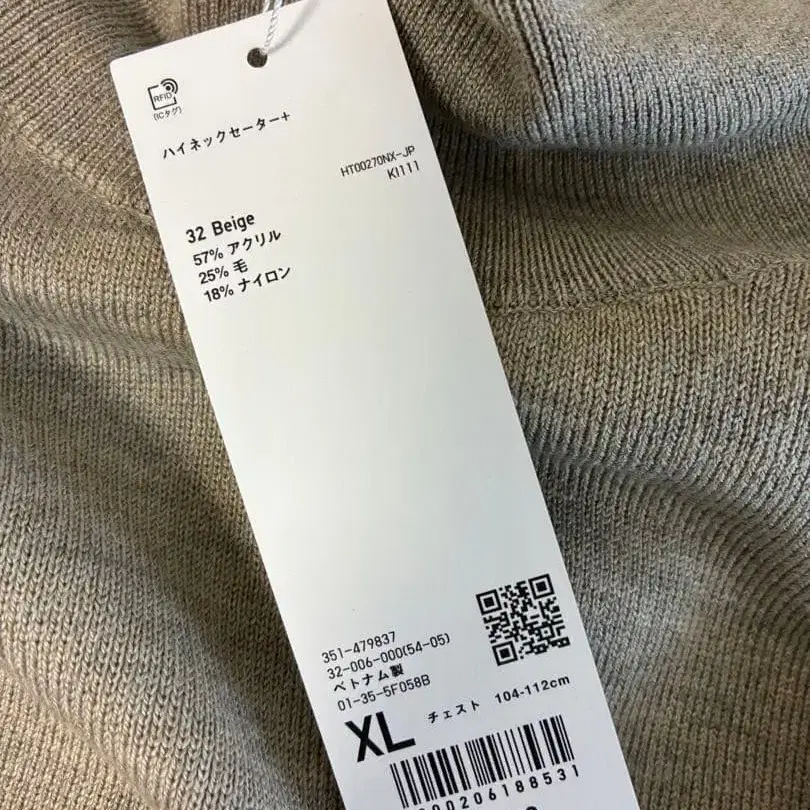 RFID
(ICタグ)
ハイネックセーター+
HT00270NX-JP
KI111
32 Beige
57% アクリル
25% 毛
18% ナイロン
351-479837
32-006-000(54-05)
ベトナム製
01-35-5F058B
XL チェスト 104-112cm
000206188531